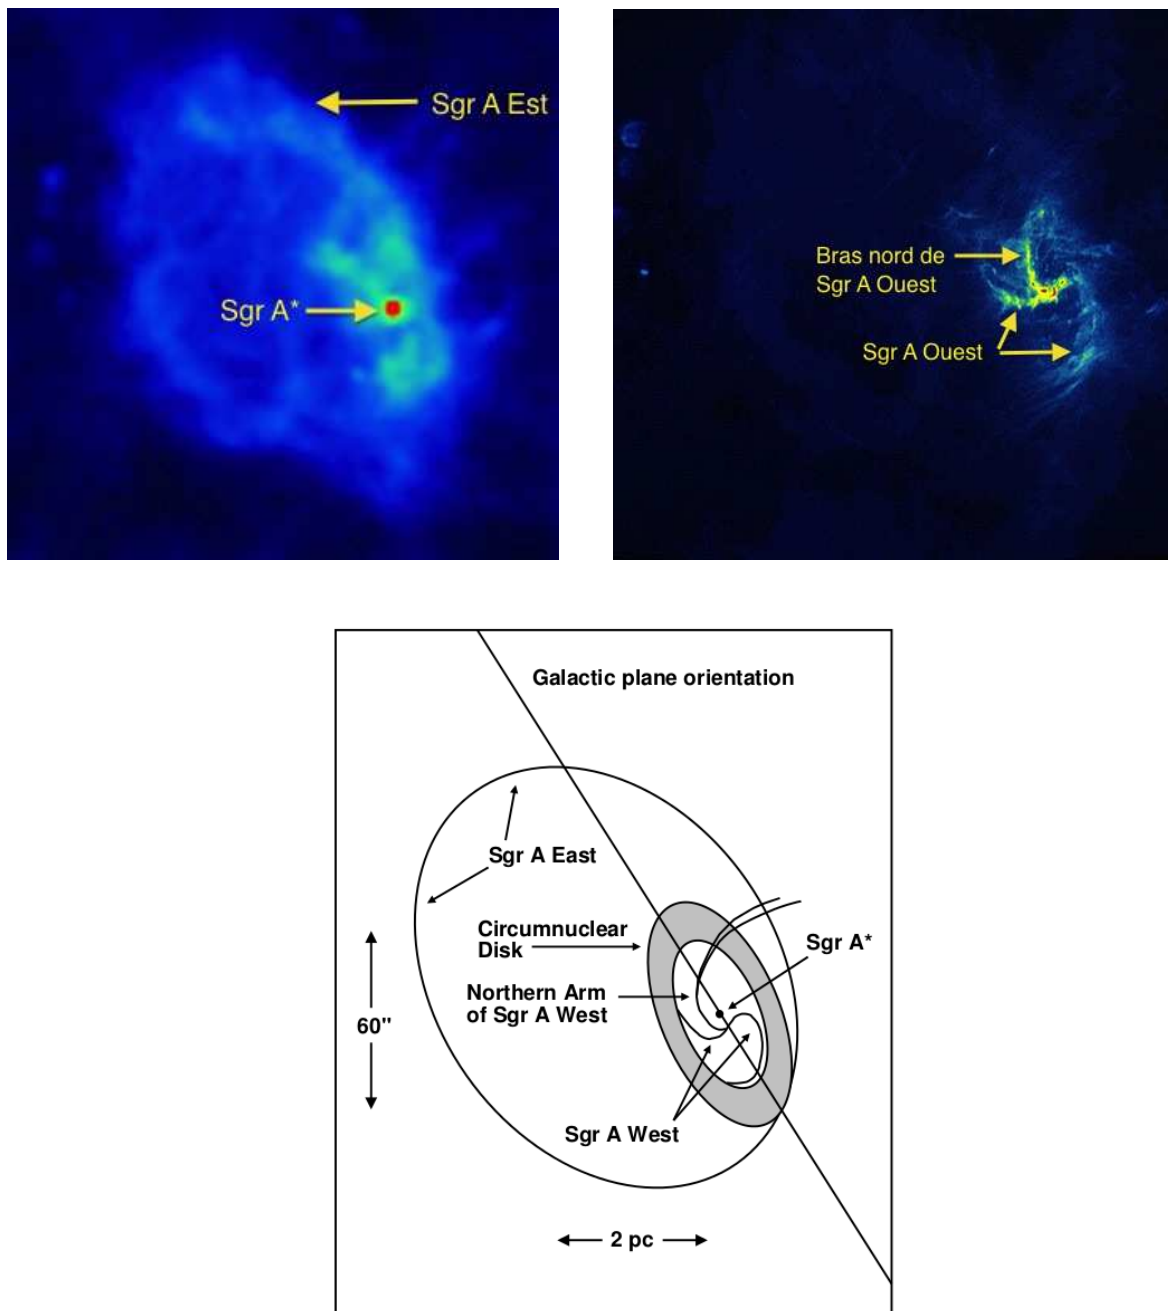 Sgr A Est
Sgr A*
Bras nord de
Sgr A Ouest
Sgr A Ouest
Galactic plane orientation
Sgr A East
Circumnuclear
Disk
Sgr A*
Northern Arm
of Sgr A West
60"
Sgr A West
2 pc